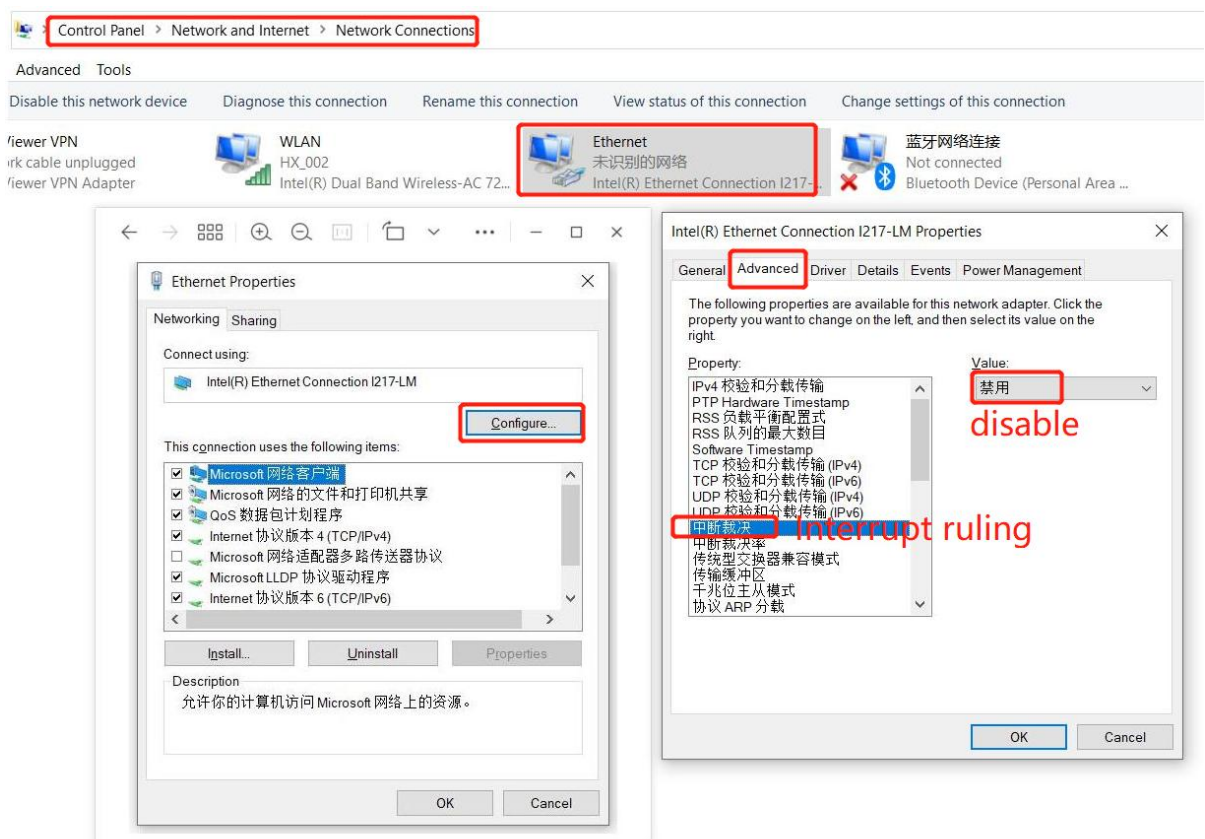 Control Panel > Network and Internet > Network Connections
Advanced Tools
Disable this network device Diagnose this connection Rename this connection View status of this connection Change settings of this connection
iewer VPN
rk cable unplugged
iewer VPN Adapter
WLAN
HX_002
Intel(R) Dual Band Wireless-AC 72...
Ethernet
未识别的网络
Intel(R) Ethernet Connection I217-...
蓝牙网络连接
Not connected
Bluetooth Device (Personal Area ...
Ethernet Properties
Networking Sharing
Connect using:
Intel(R) Ethernet Connection I217-LM
Configure...
This connection uses the following items:
Microsoft 网络客户端
Microsoft 网络的文件和打印机共享
QoS 数据包计划程序
Internet 协议版本 4 (TCP/IPv4)
Microsoft 网络适配器多路传送器协议
Microsoft LLDP 协议驱动程序
Internet 协议版本 6 (TCP/IPv6)
Install... Uninstall Properties
Description
允许你的计算机访问 Microsoft 网络上的资源。
OK Cancel
Intel(R) Ethernet Connection I217-LM Properties
General Advanced Driver Details Events Power Management
The following properties are available for this network adapter. Click the
property you want to change on the left, and then select its value on the
right.
Property:
IPv4 校验和分载传输
PTP Hardware Timestamp
RSS 负载平衡配置式
RSS 队列的最大数目
Software Timestamp
TCP 校验和分载传输 (IPv4)
TCP 校验和分载传输 (IPv6)
UDP 校验和分载传输 (IPv4)
UDP 校验和分载传输 (IPv6)
中断裁决
Interrupt ruling
中断裁决率
传统型交换器兼容模式
传输缓冲区
千兆位主从模式
协议 ARP 分载
Value:
禁用
disable
OK Cancel